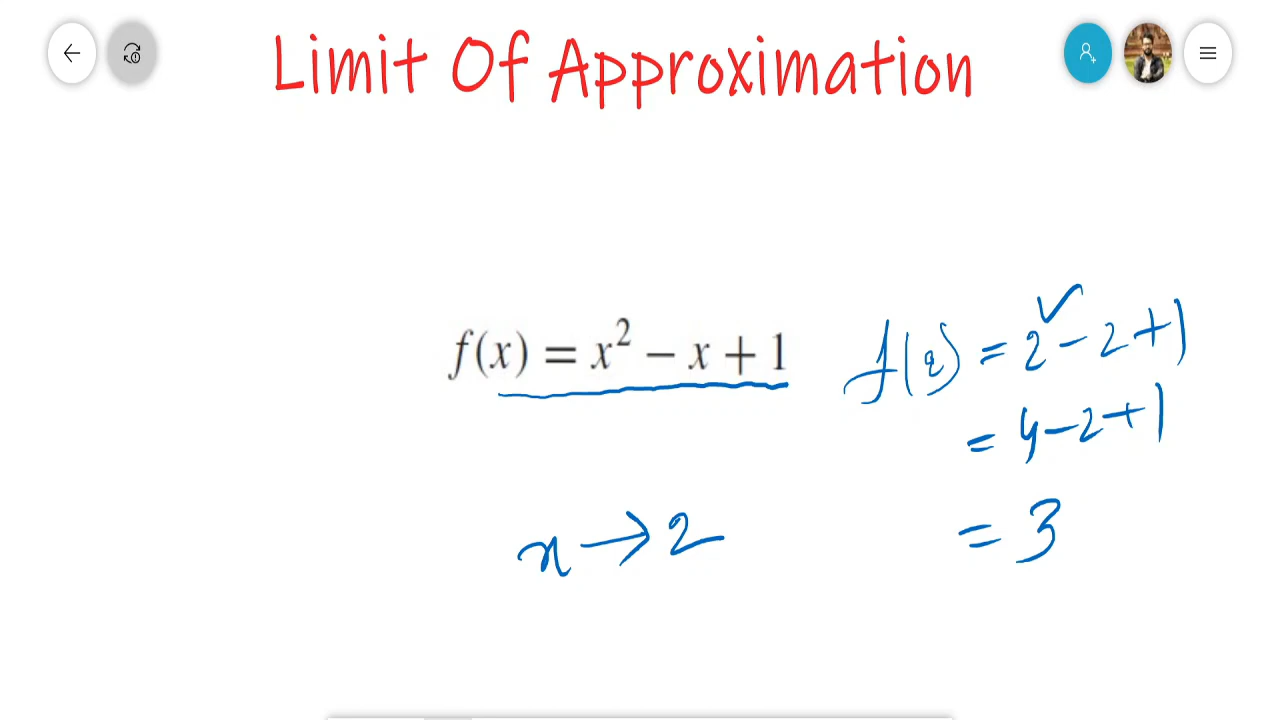 Limit Of Approximation
f(x) = x² − x + 1
f(2) = 2² − 2 + 1
= 4 − 2 + 1
x → 2
= 3